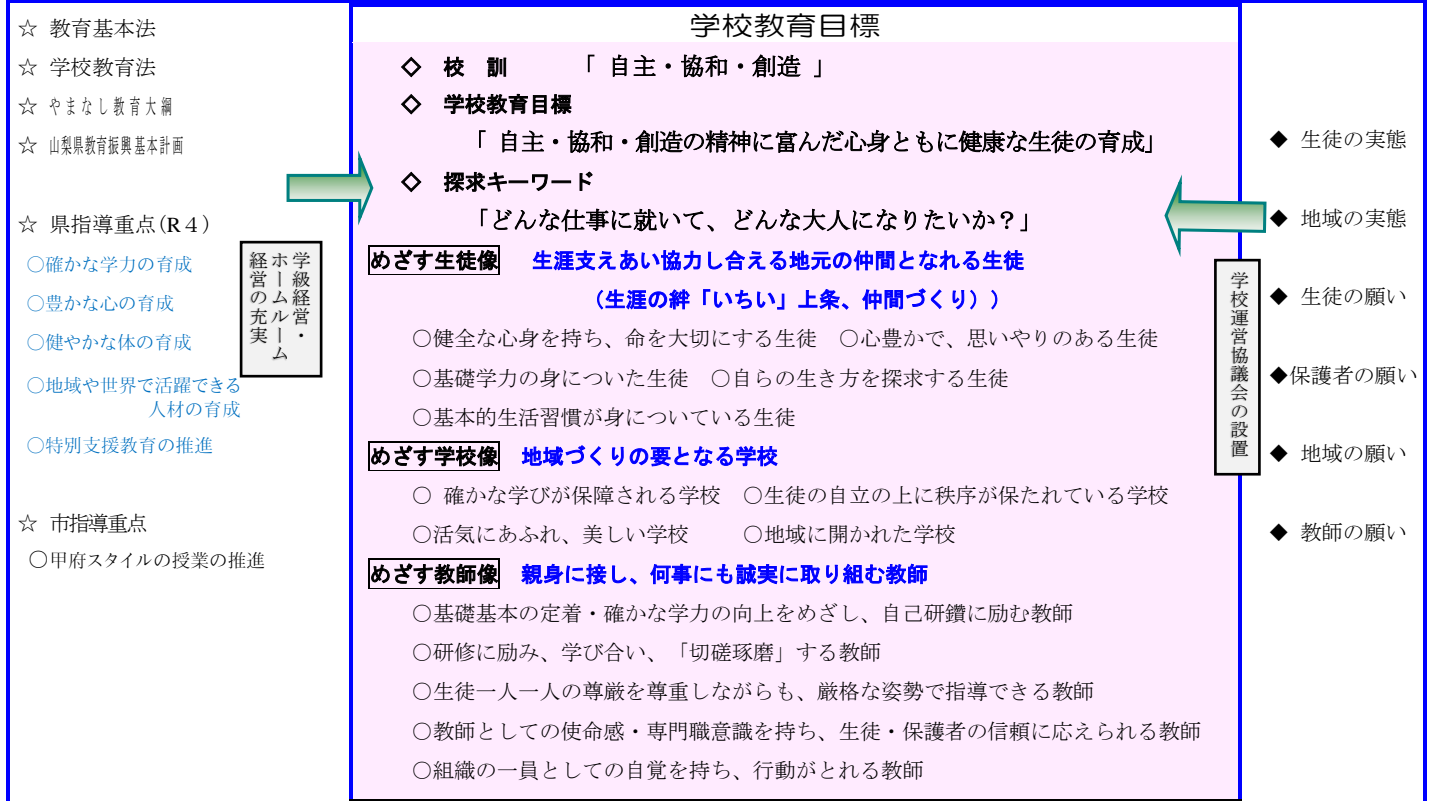 ☆ 教育基本法
☆ 学校教育法
☆ やまなし教育大綱
☆ 山梨県教育振興基本計画
☆ 県指導重点(R４)
○確かな学力の育成
○豊かな心の育成
○健やかな体の育成
○地域や世界で活躍できる
人材の育成
○特別支援教育の推進
☆ 市指導重点
○甲府スタイルの授業の推進
学級経営・
ホームルーム
経営の充実
学校教育目標
◇ 校 訓 「 自主・協和・創造 」
◇ 学校教育目標
「 自主・協和・創造の精神に富んだ心身ともに健康な生徒の育成」
◇ 探求キーワード
「どんな仕事に就いて、どんな大人になりたいか？」
めざす生徒像 生涯支えあい協力し合える地元の仲間となれる生徒
（生涯の絆「いちい」上条、仲間づくり））
○健全な心身を持ち、命を大切にする生徒 ○心豊かで、思いやりのある生徒
○基礎学力の身についた生徒 ○自らの生き方を探求する生徒
○基本的生活習慣が身についている生徒
めざす学校像 地域づくりの要となる学校
○ 確かな学びが保障される学校 ○生徒の自立の上に秩序が保たれている学校
○活気にあふれ、美しい学校 ○地域に開かれた学校
めざす教師像 親身に接し、何事にも誠実に取り組む教師
○基礎基本の定着・確かな学力の向上をめざし、自己研鑽に励む教師
○研修に励み、学び合い、「切磋琢磨」する教師
○生徒一人一人の尊厳を尊重しながらも、厳格な姿勢で指導できる教師
○教師としての使命感・専門職意識を持ち、生徒・保護者の信頼に応えられる教師
○組織の一員としての自覚を持ち、行動がとれる教師
学校運営協議会の設置
◆ 生徒の実態
◆ 地域の実態
◆ 生徒の願い
◆保護者の願い
◆ 地域の願い
◆ 教師の願い